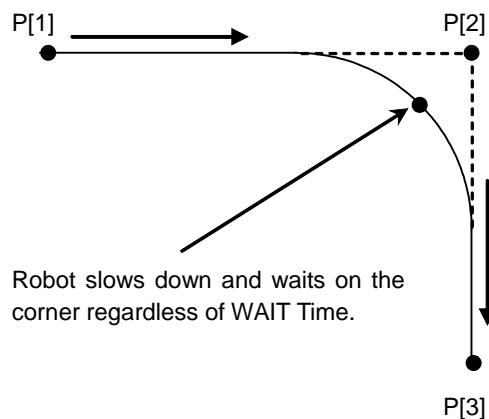 P[1]
P[2]
Robot slows down and waits on the
corner regardless of WAIT Time.
P[3]